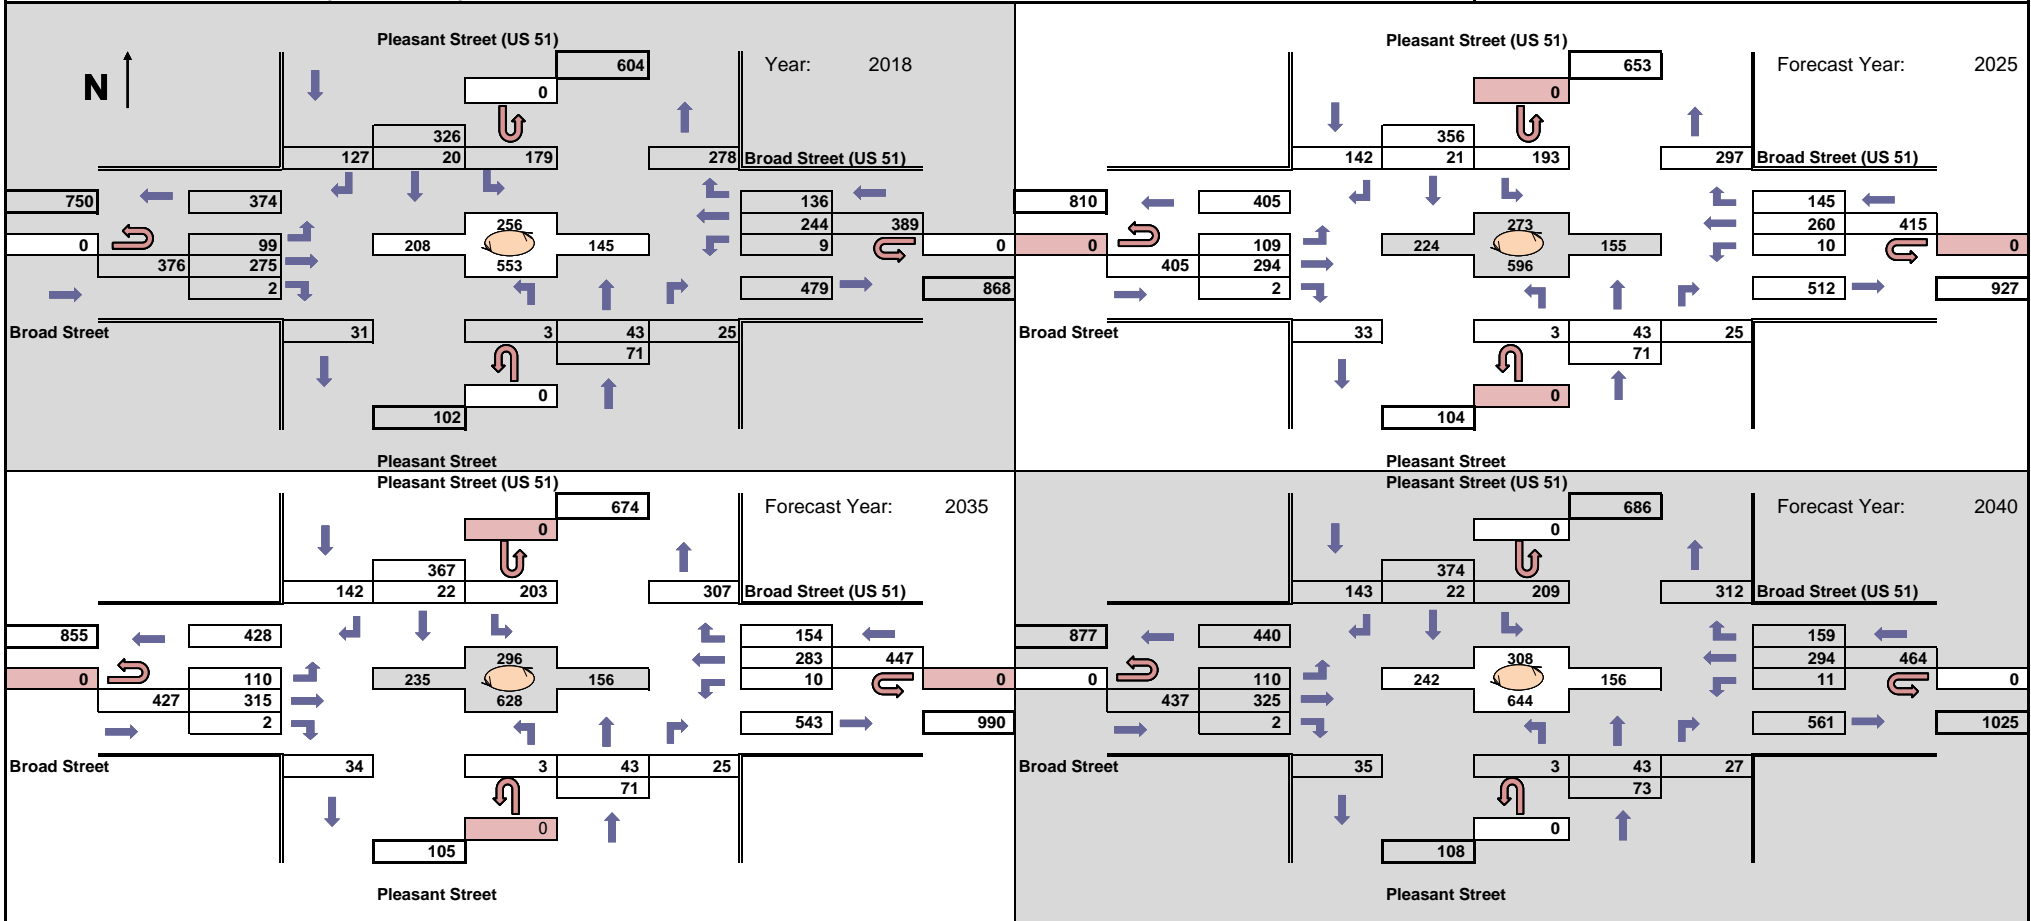 Pleasant Street (US 51)
604
Year: 2018
N
0
326
127 20 179 278 Broad Street (US 51)
750 374 136
256 244 389
0 99 208 145 9 0
376 275 553
2 479 868
Broad Street 31 3 43 25
71
0
102
Pleasant Street
Pleasant Street (US 51)
653
Forecast Year: 2025
0
356
142 21 193 297 Broad Street (US 51)
810 405 145
273 260 415
0 109 224 155 10 0
405 294 596
2 512 927
Broad Street 33 3 43 25
71
0
104
Pleasant Street
Pleasant Street (US 51)
674
Forecast Year: 2035
0
367
142 22 203 307 Broad Street (US 51)
855 428 154
296 283 447
0 110 235 156 10 0
427 315 628
2 543 990
Broad Street 34 3 43 25
71
0
105
Pleasant Street
Pleasant Street (US 51)
686
Forecast Year: 2040
0
374
143 22 209 312 Broad Street (US 51)
877 440 159
308 294 464
0 110 242 156 11 0
437 325 644
2 561 1025
Broad Street 35 3 43 27
73
0
108
Pleasant Street